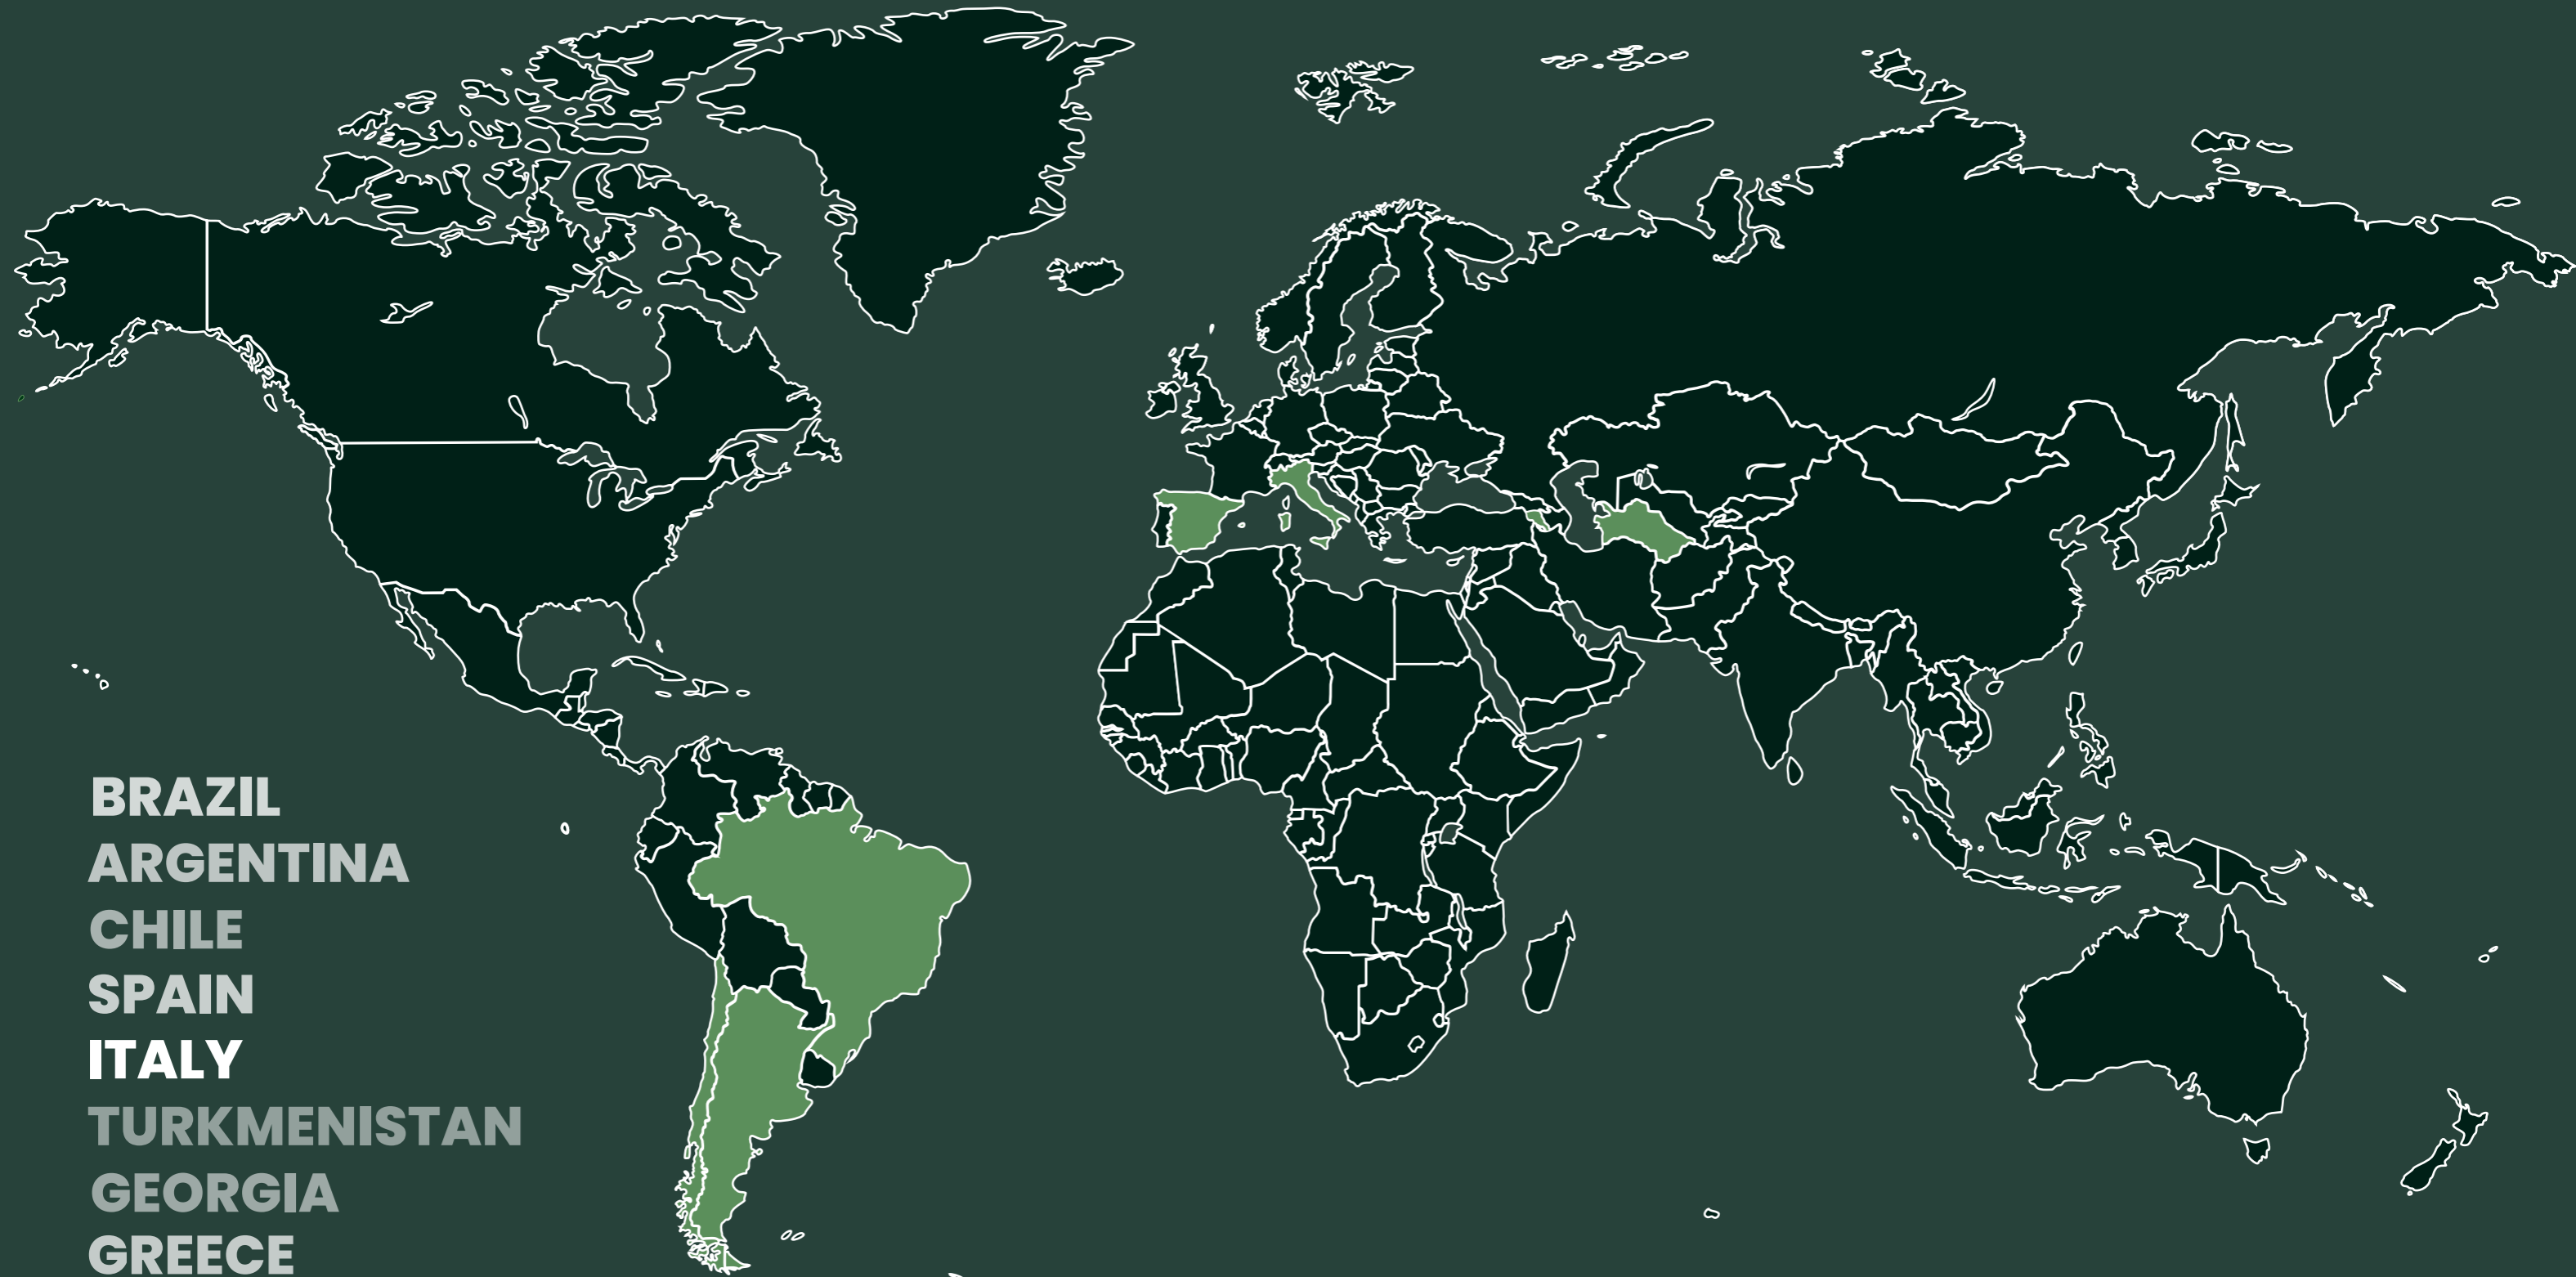 BRAZIL
ARGENTINA
CHILE
SPAIN
ITALY
TURKMENISTAN
GEORGIA
GREECE